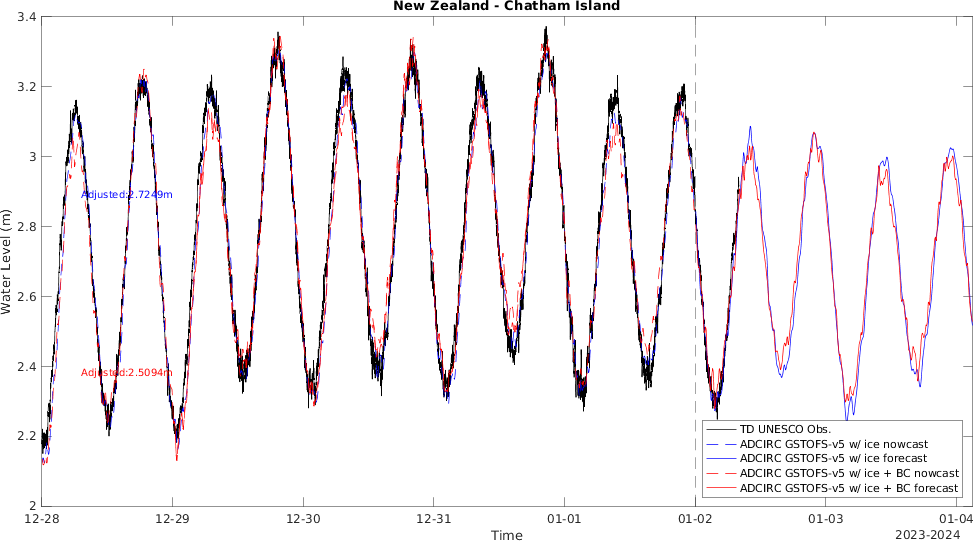 New Zealand - Chatham Island
3.4
3.2
3
2.8
2.6
2.4
2.2
2
Water Level (m)
Adjusted:2.7249m
Adjusted:2.5094m
TD UNESCO Obs.
ADCIRC GSTOFS-v5 w/ ice nowcast
ADCIRC GSTOFS-v5 w/ ice forecast
ADCIRC GSTOFS-v5 w/ ice + BC nowcast
ADCIRC GSTOFS-v5 w/ ice + BC forecast
12-28 12-29 12-30 12-31 01-01 01-02 01-03 01-04
Time
2023-2024